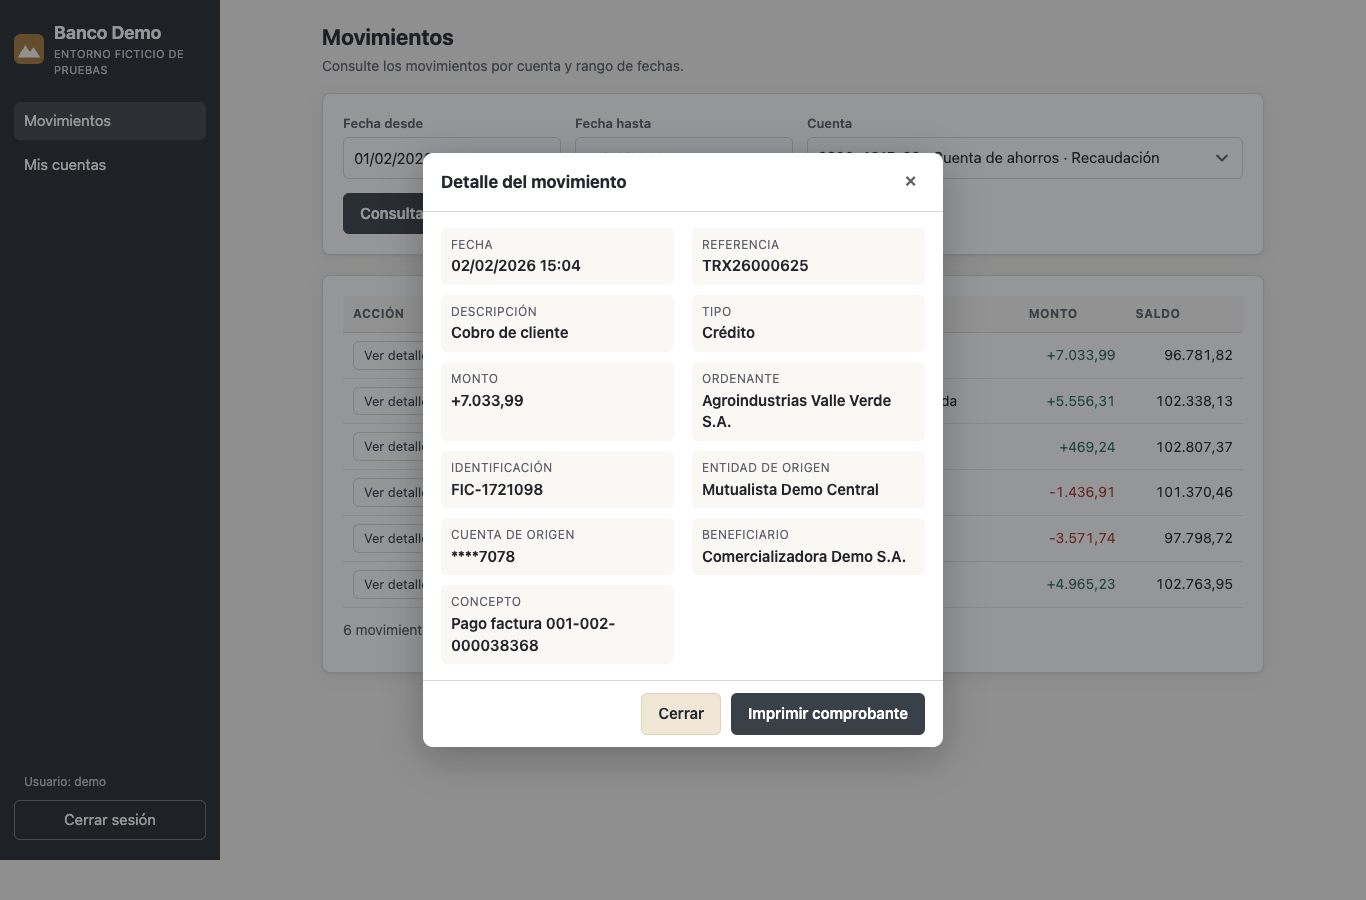 Banco Demo
ENTORNO FICTICIO DE
PRUEBAS
Movimientos
Mis cuentas
Usuario: demo
Cerrar sesión
Movimientos
Consulte los movimientos por cuenta y rango de fechas.
Fecha desde
Fecha hasta
Cuenta
01/02/202
Cuenta de ahorros · Recaudación
Consulta
ACCIÓN
MONTO
SALDO
Ver detall
+7.033,99
96.781,82
Ver detall
+5.556,31
102.338,13
Ver detall
+469,24
102.807,37
Ver detall
-1.436,91
101.370,46
Ver detall
-3.571,74
97.798,72
Ver detall
+4.965,23
102.763,95
6 movimient
Detalle del movimiento
×
FECHA
02/02/2026 15:04
REFERENCIA
TRX26000625
DESCRIPCIÓN
Cobro de cliente
TIPO
Crédito
MONTO
+7.033,99
ORDENANTE
Agroindustrias Valle Verde
S.A.
IDENTIFICACIÓN
FIC-1721098
ENTIDAD DE ORIGEN
Mutualista Demo Central
CUENTA DE ORIGEN
****7078
BENEFICIARIO
Comercializadora Demo S.A.
CONCEPTO
Pago factura 001-002-
000038368
Cerrar
Imprimir comprobante